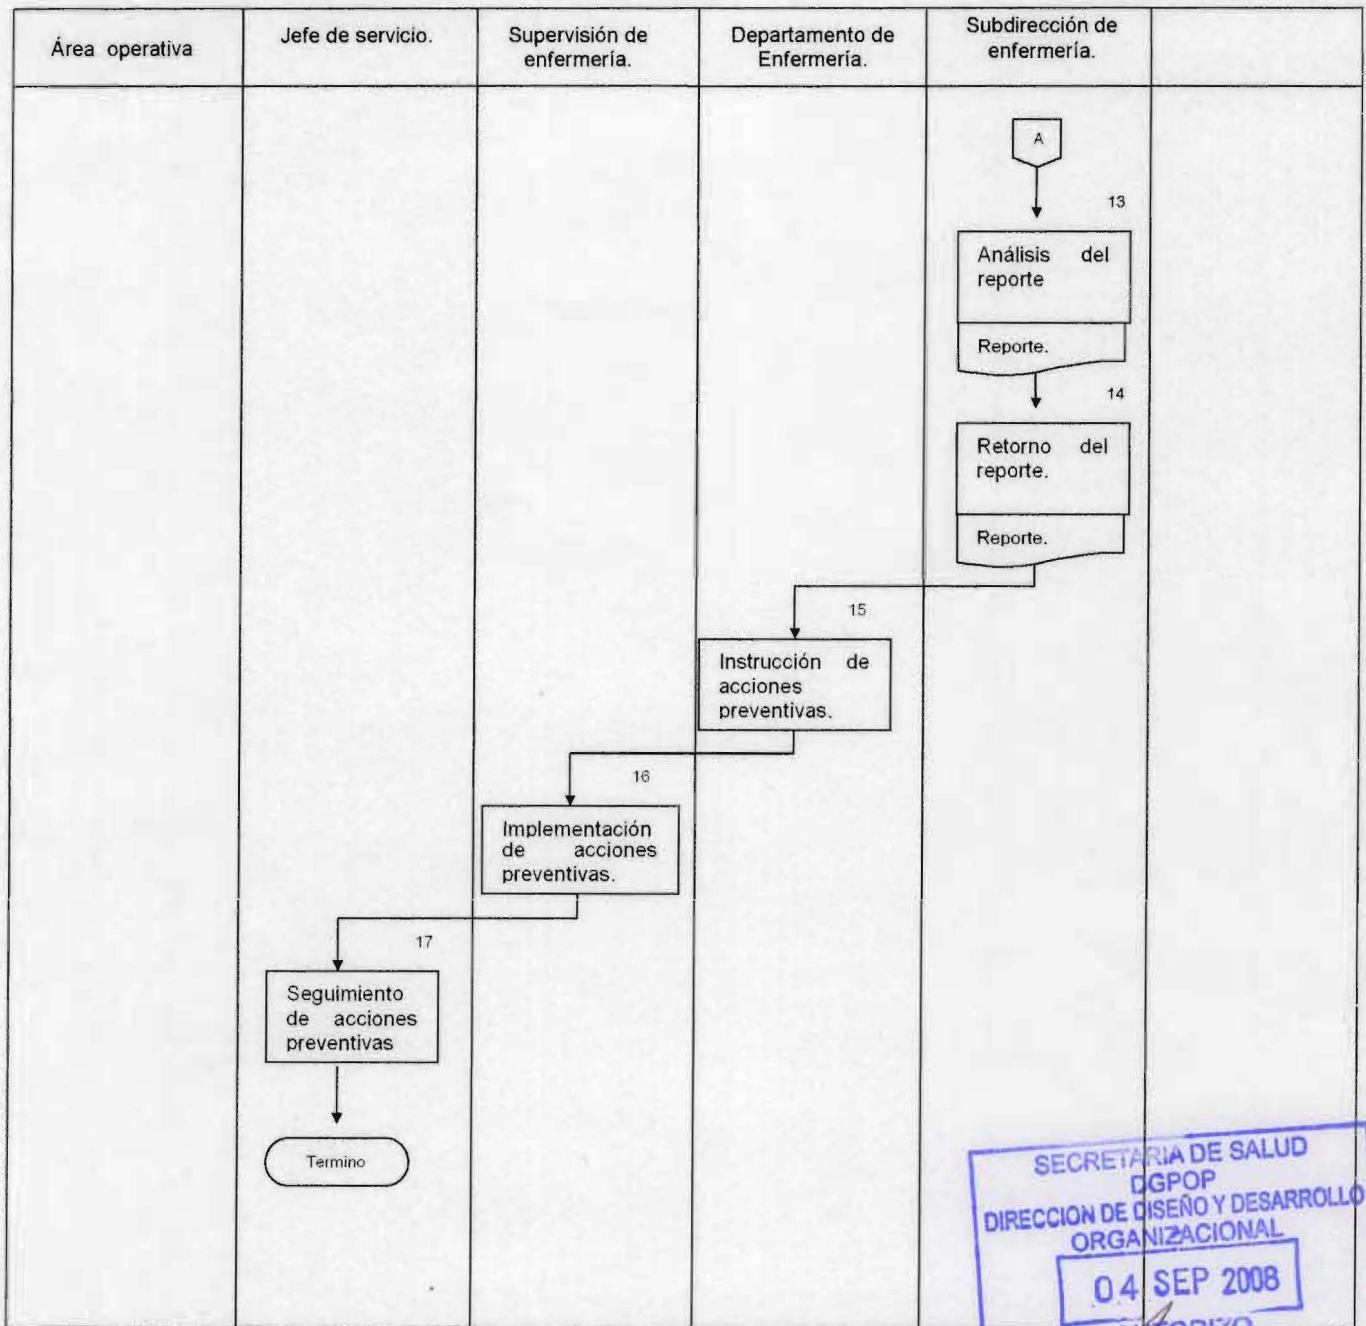 Área operativa
Jefe de servicio.
Supervisión de
enfermería.
Departamento de
Enfermería.
Subdirección de
enfermería.
A
13
Análisis del
reporte
Reporte.
14
Retorno del
reporte.
Reporte.
15
Instrucción de
acciones
preventivas.
16
Implementación
de acciones
preventivas.
17
Seguimiento
de acciones
preventivas
Termino
SECRETARIA DE SALUD
DGPOP
DIRECCION DE DISEÑO Y DESARROLLO
ORGANIZACIONAL
04 SEP 2008